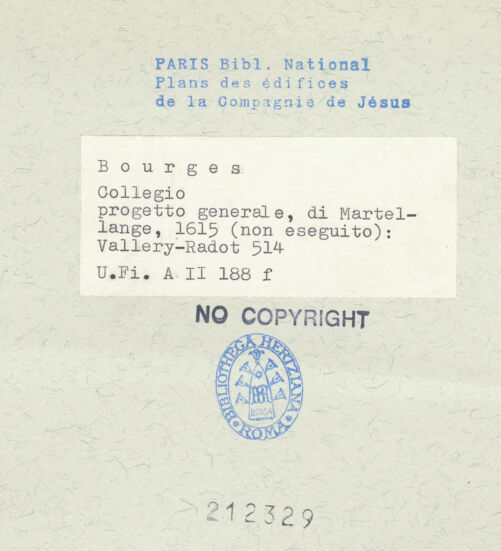 PARIS Bibl. National
Plans des édifices
de la Compagnie de Jésus
Bourges
Collegio
progetto generale, di Martel-
lange, 1615 (non eseguito):
Vallery-Radot 514
U.Fi. A II 188 f
NO COPYRIGHT
BIBLIOTHECA HERTZIANA
ROMA
212329